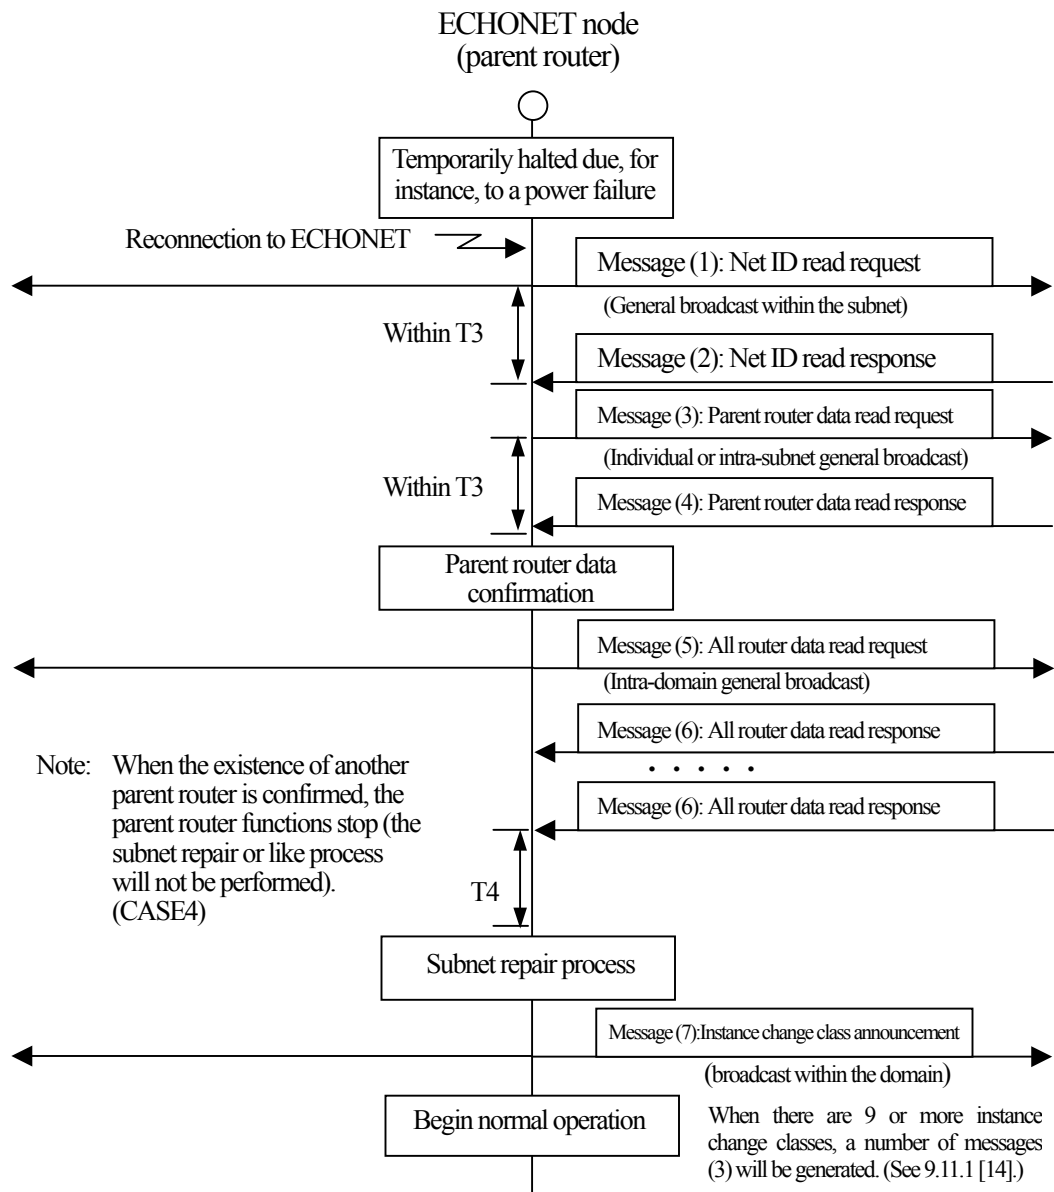 ECHONET node
(parent router)
Temporarily halted due, for
instance, to a power failure
Reconnection to ECHONET
Message (1): Net ID read request
(General broadcast within the subnet)
Within T3
Message (2): Net ID read response
Message (3): Parent router data read request
(Individual or intra-subnet general broadcast)
Within T3
Message (4): Parent router data read response
Parent router data
confirmation
Message (5): All router data read request
(Intra-domain general broadcast)
Message (6): All router data read response
. . . . .
Message (6): All router data read response
Note: When the existence of another
parent router is confirmed, the
parent router functions stop (the
subnet repair or like process
will not be performed).
(CASE4)
T4
Subnet repair process
Message (7):Instance change class announcement
(broadcast within the domain)
Begin normal operation
When there are 9 or more instance
change classes, a number of messages
(3) will be generated. (See 9.11.1 [14].)